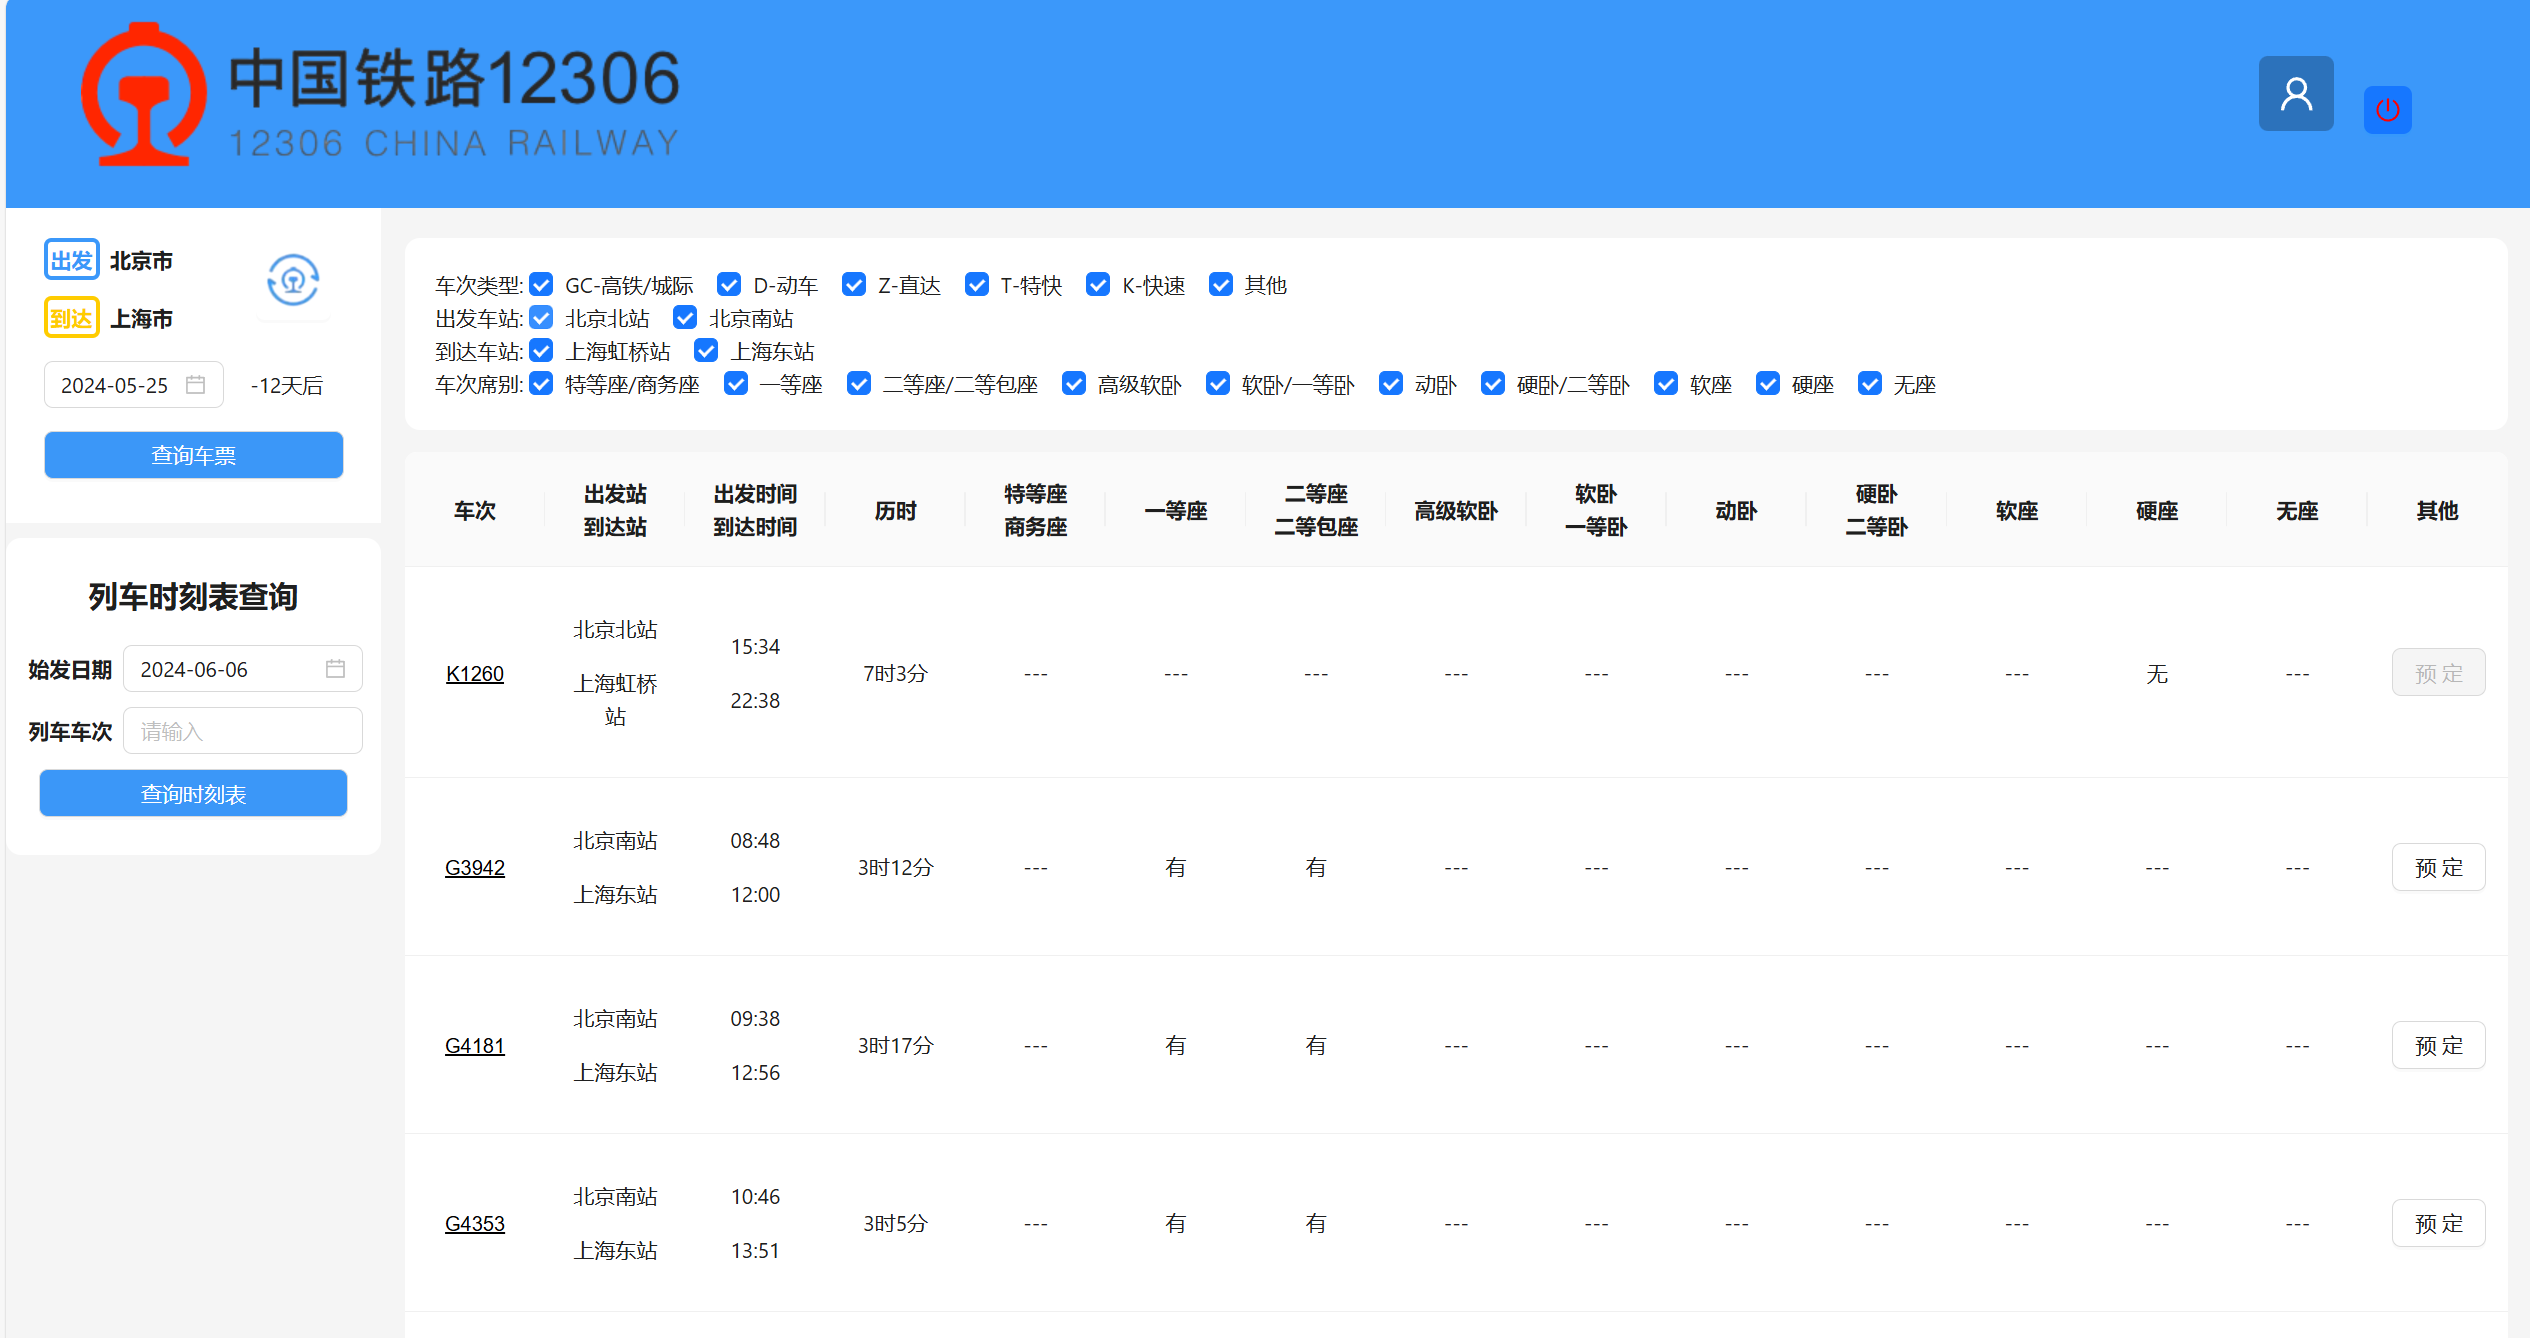 中国铁路12306
12306 CHINA RAILWAY
出发 北京市
到达 上海市
2024-05-25 -12天后
查询车票
列车时刻表查询
始发日期 2024-06-06
列车车次 请输入
查询时刻表
车次类型: GC-高铁/城际 D-动车 Z-直达 T-特快 K-快速 其他
出发车站: 北京北站 北京南站
到达车站: 上海虹桥站 上海东站
车次席别: 特等座/商务座 一等座 二等座/二等包座 高级软卧 软卧/一等卧 动卧 硬卧/二等卧 软座 硬座 无座
车次 出发站 到达站 出发时间 到达时间 历时 特等座 商务座 一等座 二等座 二等包座 高级软卧 软卧 一等卧 动卧 硬卧 二等卧 软座 硬座 无座 其他
K1260 北京北站 上海虹桥站 15:34 22:38 7时3分 --- --- --- --- --- --- --- --- 无 --- 预 定
G3942 北京南站 上海东站 08:48 12:00 3时12分 --- 有 有 --- --- --- --- --- --- --- 预 定
G4181 北京南站 上海东站 09:38 12:56 3时17分 --- 有 有 --- --- --- --- --- --- --- 预 定
G4353 北京南站 上海东站 10:46 13:51 3时5分 --- 有 有 --- --- --- --- --- --- --- 预 定